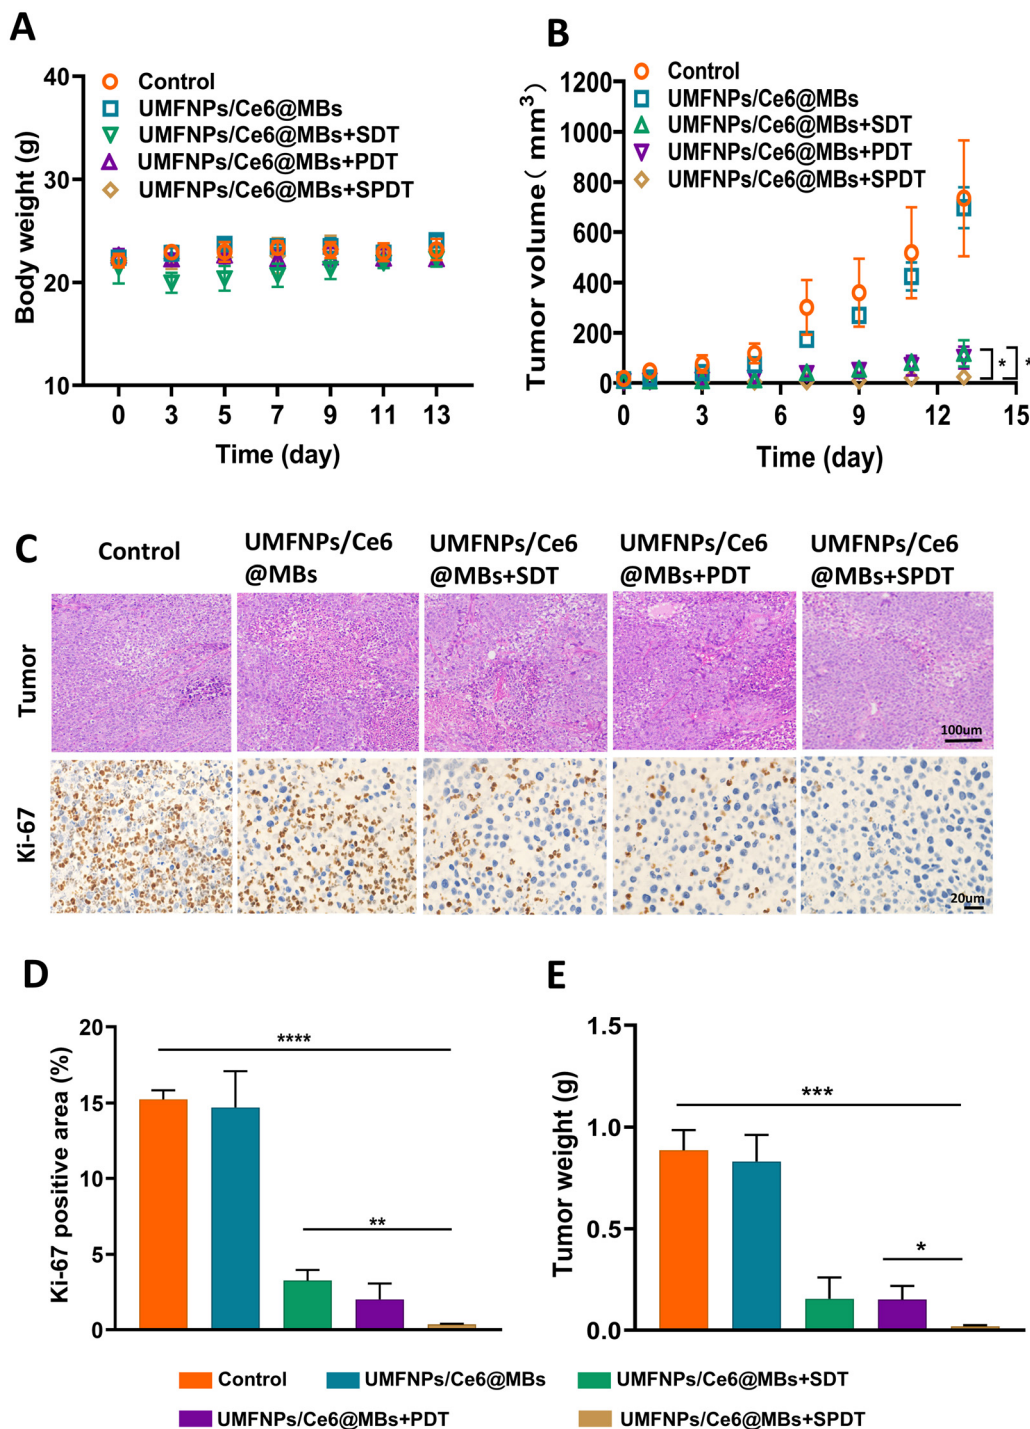 A
Body weight (g)
40
30
20
10
Control
UMFNPs/Ce6@MBs
UMFNPs/Ce6@MBs+SDT
UMFNPs/Ce6@MBs+PDT
UMFNPs/Ce6@MBs+SPDT
0 3 5 7 9 11 13
Time (day)
B
Tumor volume( mm³)
1200
1000
800
600
400
200
0
Control
UMFNPs/Ce6@MBs
UMFNPs/Ce6@MBs+SDT
UMFNPs/Ce6@MBs+PDT
UMFNPs/Ce6@MBs+SPDT
* *
0 3 6 9 12 15
Time (day)
C
Control
UMFNPs/Ce6
@MBs
UMFNPs/Ce6
@MBs+SDT
UMFNPs/Ce6
@MBs+PDT
UMFNPs/Ce6
@MBs+SPDT
Tumor
100um
Ki-67
20um
D
Ki-67 positive area (%)
20
15
10
5
0
****
**
E
Tumor weight (g)
1.5
1.0
0.5
0.0
***
*
Control
UMFNPs/Ce6@MBs
UMFNPs/Ce6@MBs+SDT
UMFNPs/Ce6@MBs+PDT
UMFNPs/Ce6@MBs+SPDT